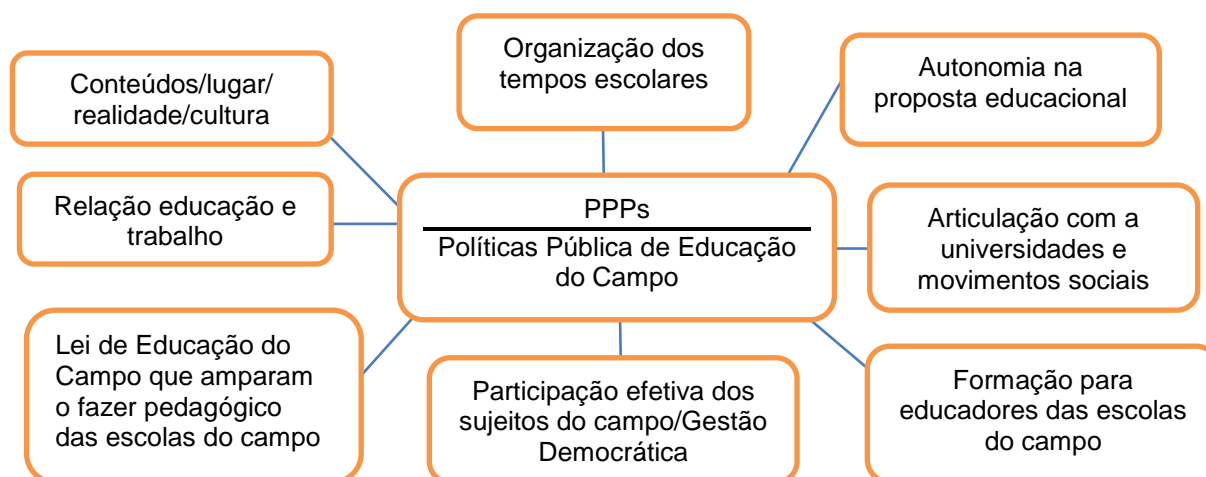 Organização dos
tempos escolares
Autonomia na
proposta educacional
Conteúdos/lugar/
realidade/cultura
Relação educação e
trabalho
PPPs
Políticas Pública de Educação
do Campo
Articulação com a
universidades e
movimentos sociais
Lei de Educação do
Campo que amparam
o fazer pedagógico
das escolas do campo
Participação efetiva dos
sujeitos do campo/Gestão
Democrática
Formação para
educadores das escolas
do campo